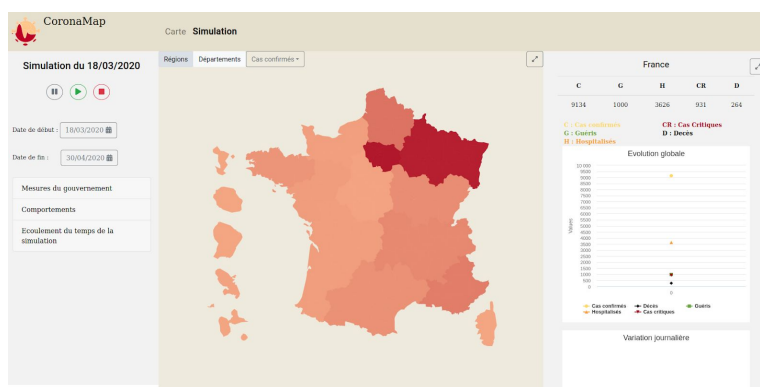 CoronaMap
Carte Simulation
Simulation du 18/03/2020
Date de début : 18/03/2020
Date de fin : 30/04/2020
Mesures du gouvernement
Comportements
Ecoulement du temps de la
simulation
Régions Départements Cas confirmés
France
C G H CR D
9134 1000 3626 931 264
C : Cas confirmés CR : Cas Critiques
G : Guéris D : Decés
H : Hospitalisés
Evolution globale
Values
10 000
9500
9000
8500
8000
7500
7000
6500
6000
5500
5000
4500
4000
3500
3000
2500
2000
1500
1000
500
0
0
Cas confirmés Décés Guéris
Hospitalisés Cas critiques
Variation journalière